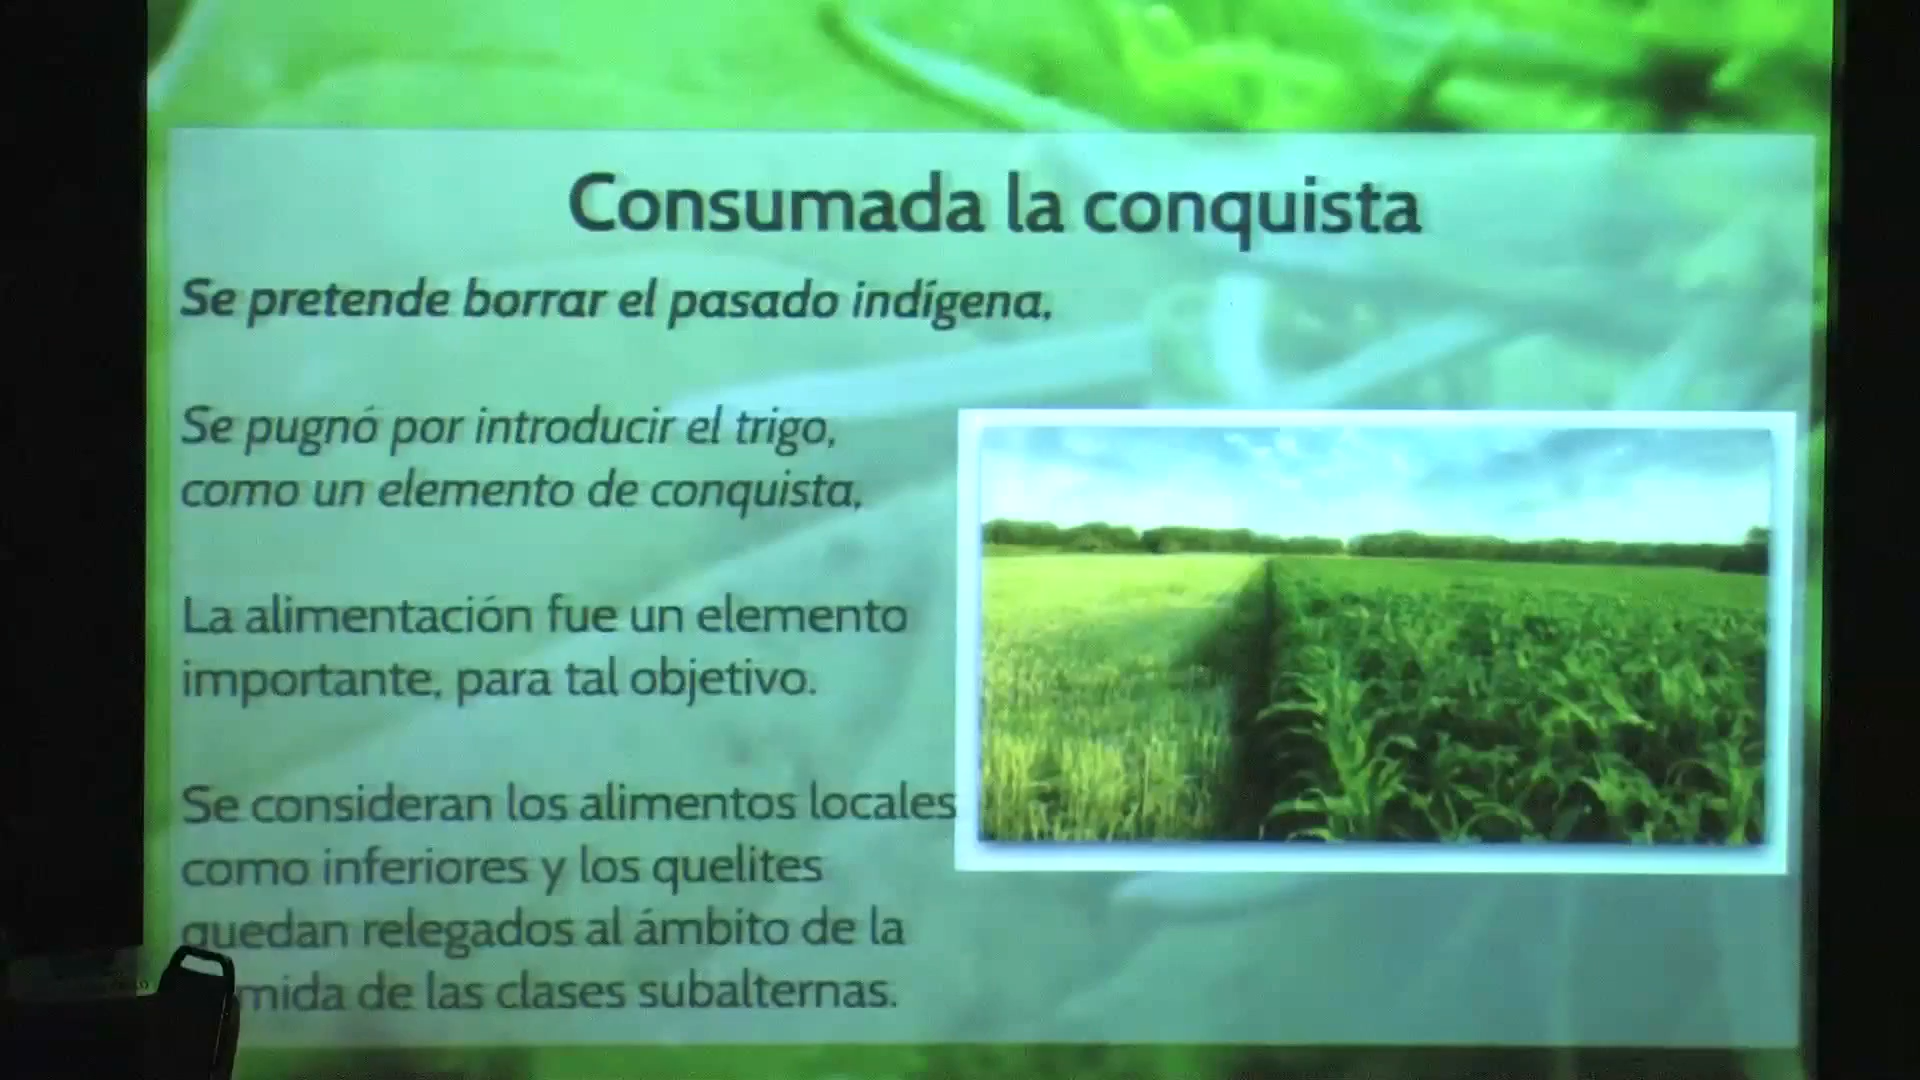 Consumada la conquista
Se pretende borrar el pasado indígena,
Se pugnó por introducir el trigo,
como un elemento de conquista,
La alimentación fue un elemento
importante, para tal objetivo.
Se consideran los alimentos locales
como inferiores y los quelites
quedan relegados al ámbito de la
mida de las clases subalternas.